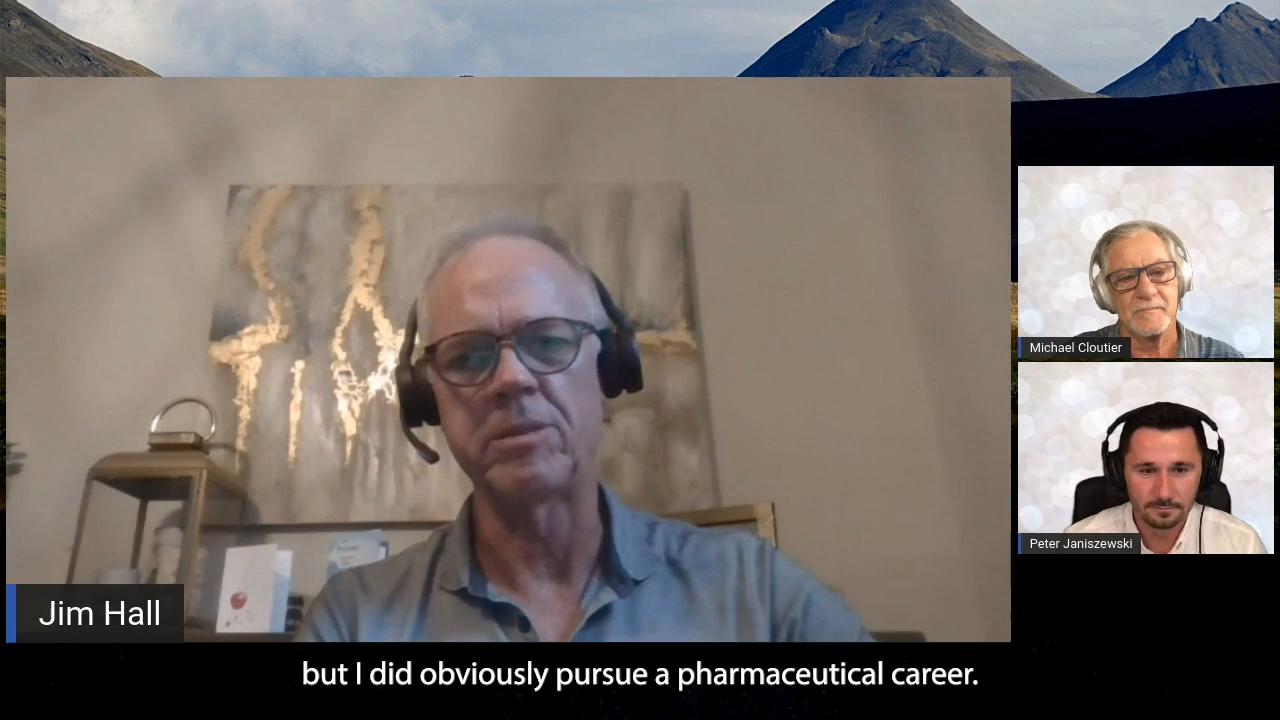 Michael Cloutier
Peter Janiszewski
Jim Hall
but I did obviously pursue a pharmaceutical career.